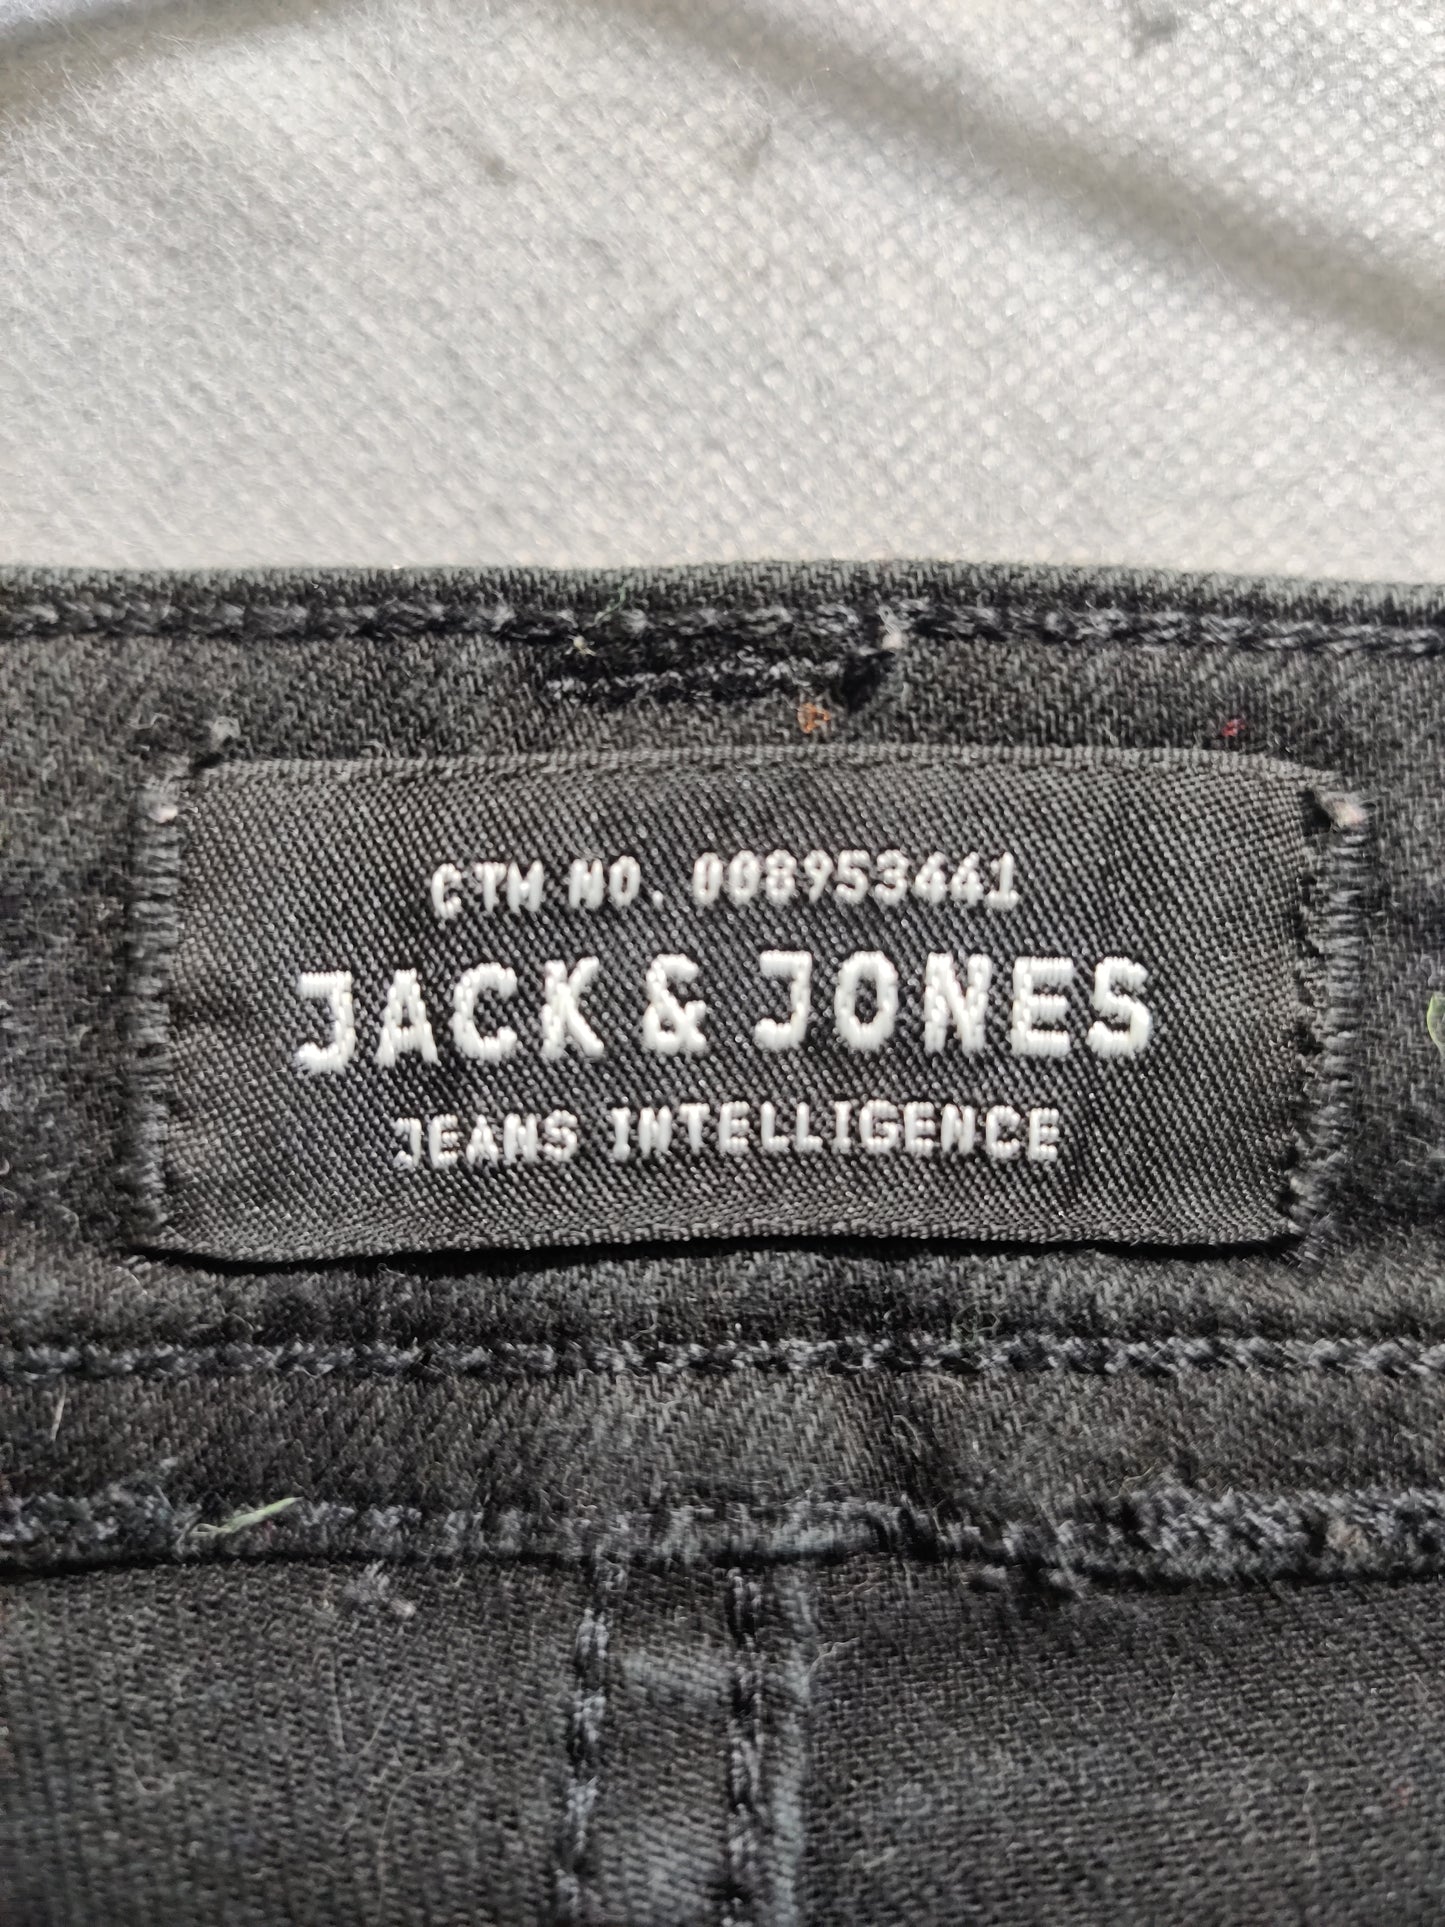 CTM NO. 008953441
JACK & JONES
JEANS INTELLIGENCE